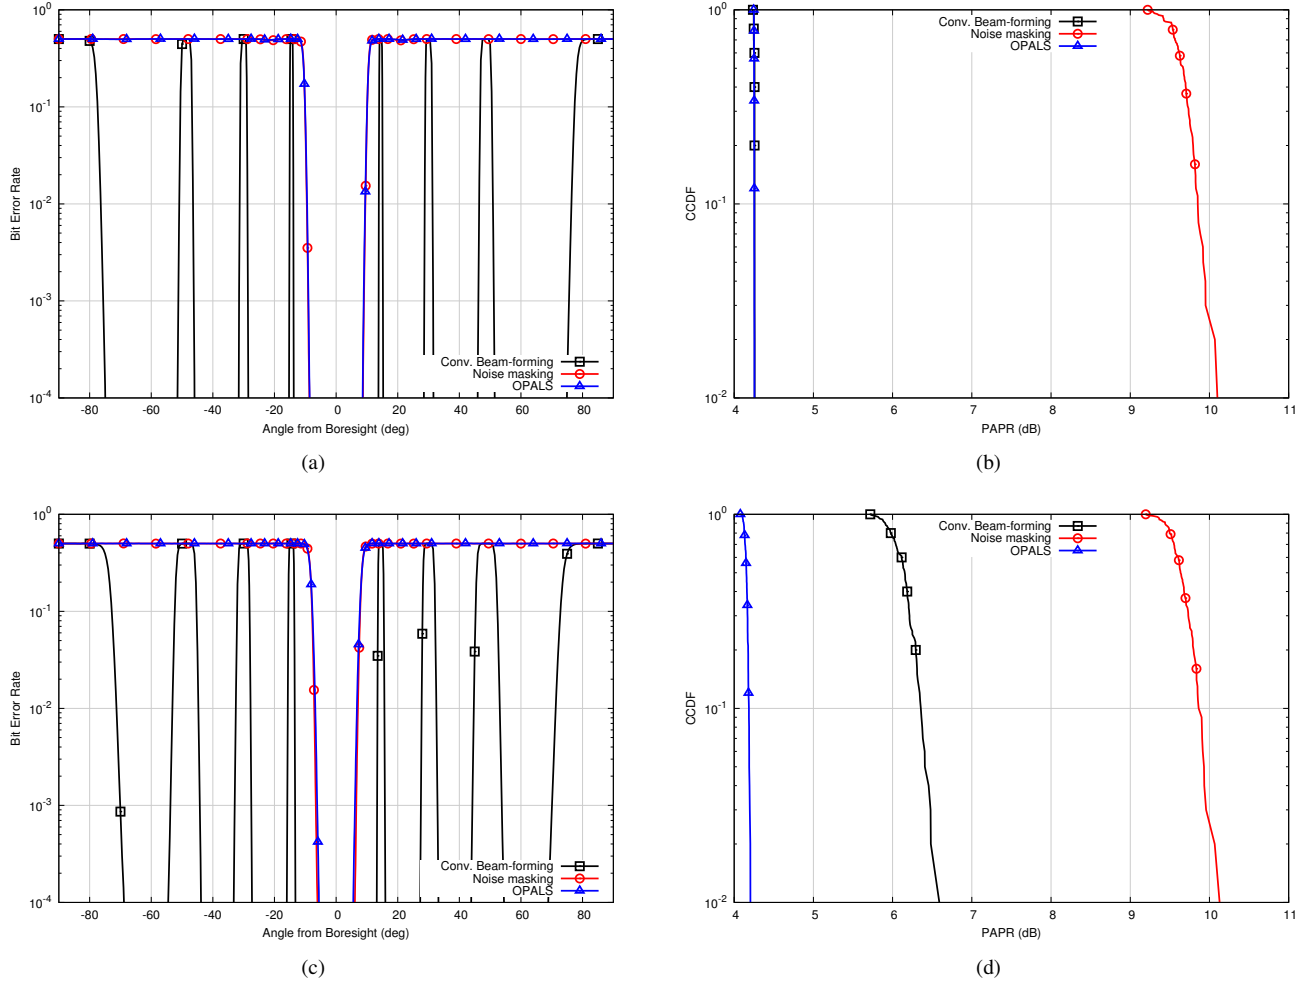 10^0
10^-1
10^-2
10^-3
10^-4
Bit Error Rate
-80 -60 -40 -20 0 20 40 60 80
Angle from Boresight (deg)
Conv. Beam-forming
Noise masking
OPALS
(a)
10^0
10^-1
10^-2
CCDF
4 5 6 7 8 9 10 11
PAPR (dB)
Conv. Beam-forming
Noise masking
OPALS
(b)
10^0
10^-1
10^-2
10^-3
10^-4
Bit Error Rate
-80 -60 -40 -20 0 20 40 60 80
Angle from Boresight (deg)
Conv. Beam-forming
Noise masking
OPALS
(c)
10^0
10^-1
10^-2
CCDF
4 5 6 7 8 9 10 11
PAPR (dB)
Conv. Beam-forming
Noise masking
OPALS
(d)